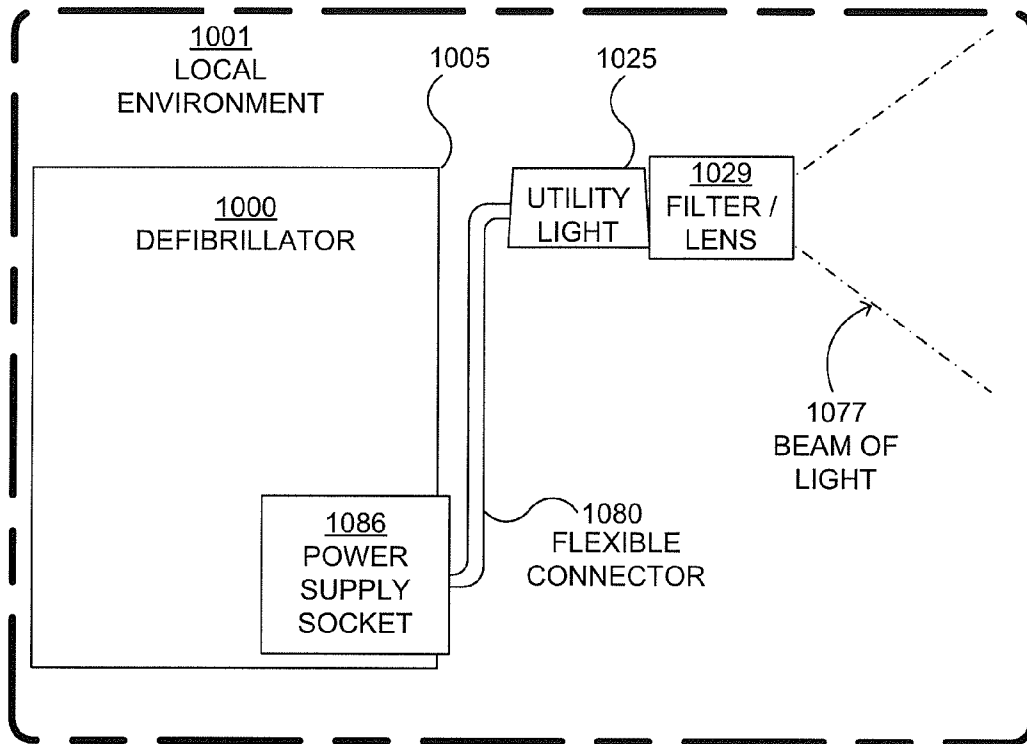 1001
LOCAL
ENVIRONMENT
1005
1025
1000
DEFIBRILLATOR
UTILITY
LIGHT
1029
FILTER /
LENS
1077
BEAM OF
LIGHT
1086
POWER
SUPPLY
SOCKET
1080
FLEXIBLE
CONNECTOR